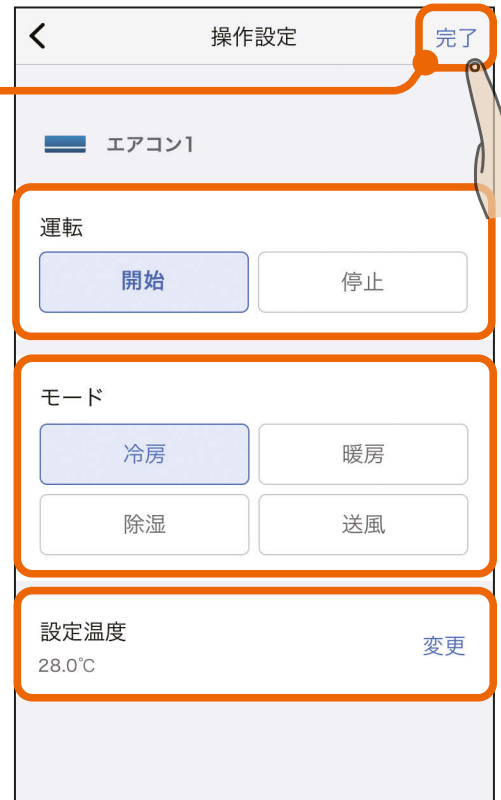 操作設定 完了
エアコン1
運転
開始 停止
モード
冷房 暖房
除湿 送風
設定温度
28.0℃
変更